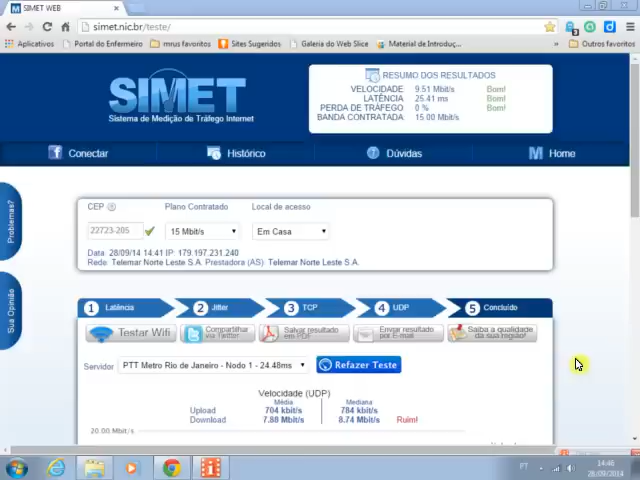 SIMET WEB
simet.nic.br/teste/
Aplicativos
Portal do Enfermeiro
mrus favoritos
Sites Sugeridos
Galeria do Web Slice
Material de Introduç...
»
Outros favoritos
SIMET
Sistema de Medição de Tráfego Internet
RESUMO DOS RESULTADOS
VELOCIDADE 9.51 Mbit/s Bom!
LATÊNCIA 25.41 ms Bom!
PERDA DE TRÁFEGO 0 % Bom!
BANDA CONTRATADA 15.00 Mbit/s
Conectar
Histórico
Dúvidas
Home
Problemas?
Sua Opinião
CEP Plano Contratado Local de acesso
22723-205 15 Mbit/s Em Casa
Data: 28/09/14 14:41 IP: 179.197.231.240
Rede: Telemar Norte Leste S.A. Prestadora (AS): Telemar Norte Leste S.A.
1 Latência 2 Jitter 3 TCP 4 UDP 5 Concluído
Testar Wifi
Compartilhar via Twitter
Salvar resultado em PDF
Enviar resultado por E-mail
Saiba a qualidade da sua região!
Servidor PTT Metro Rio de Janeiro - Nodo 1 - 24.48ms Refazer Teste
Velocidade (UDP)
Média Mediana
Upload 704 kbit/s 784 kbit/s
Download 7.88 Mbit/s 8.74 Mbit/s Ruim!
20.00 Mbit/s
PT
14:46
28/09/2014